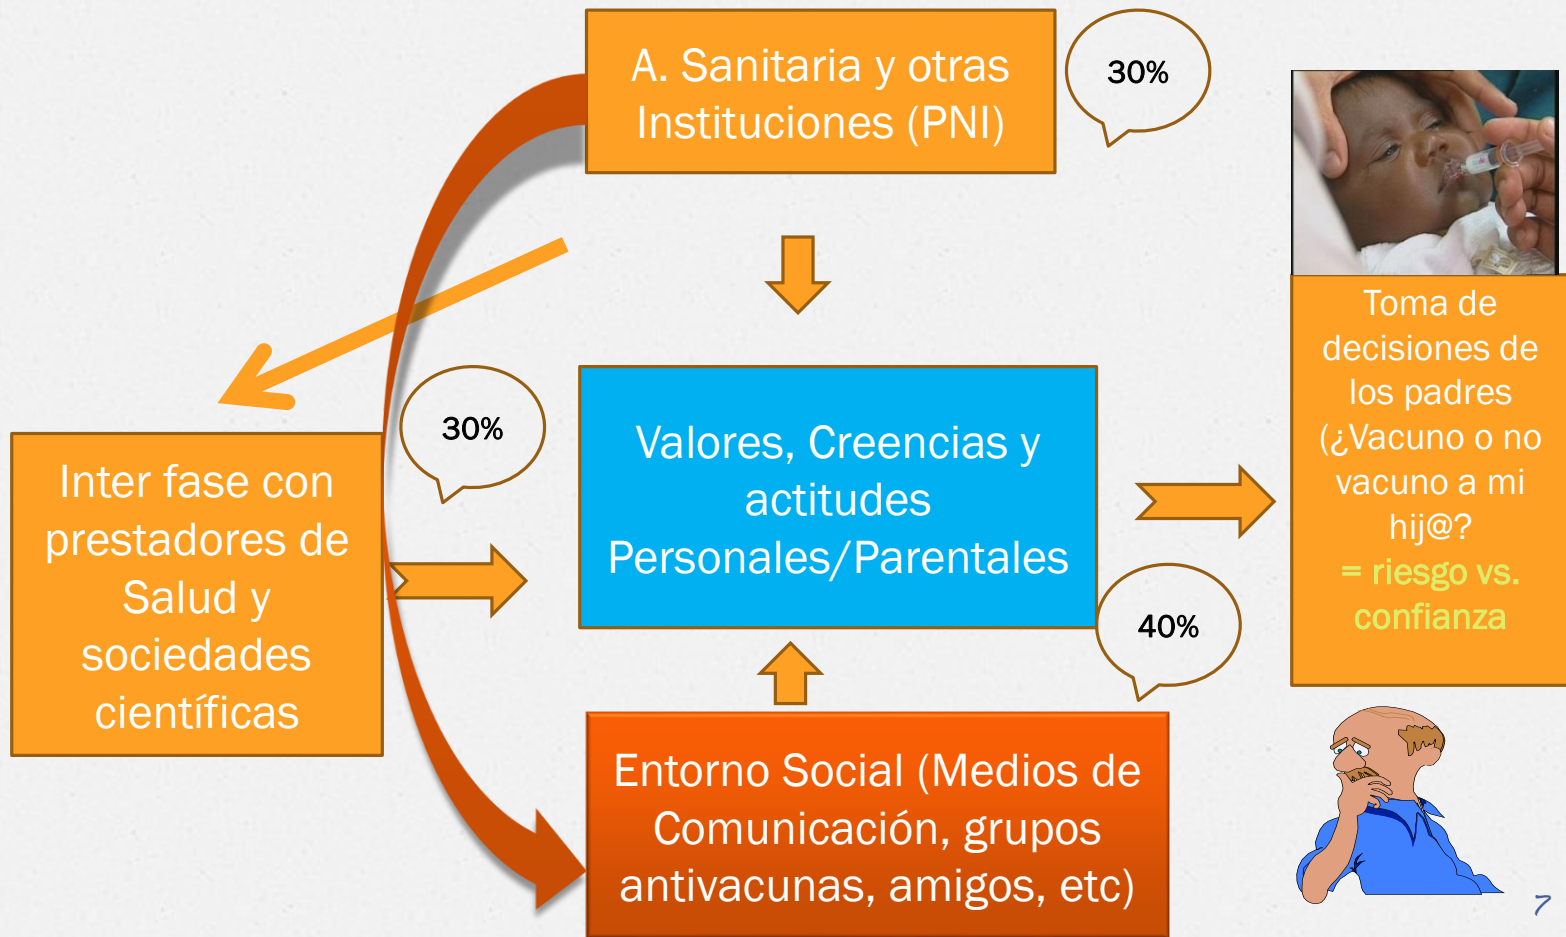 A. Sanitaria y otras
Instituciones (PNI)
30%
30%
Inter fase con
prestadores de
Salud y
sociedades
científicas
Valores, Creencias y
actitudes
Personales/Parentales
40%
Entorno Social (Medios de
Comunicación, grupos
antivacunas, amigos, etc)
Toma de
decisiones de
los padres
(¿Vacuno o no
vacuno a mi
hij@?
= riesgo vs.
confianza
7